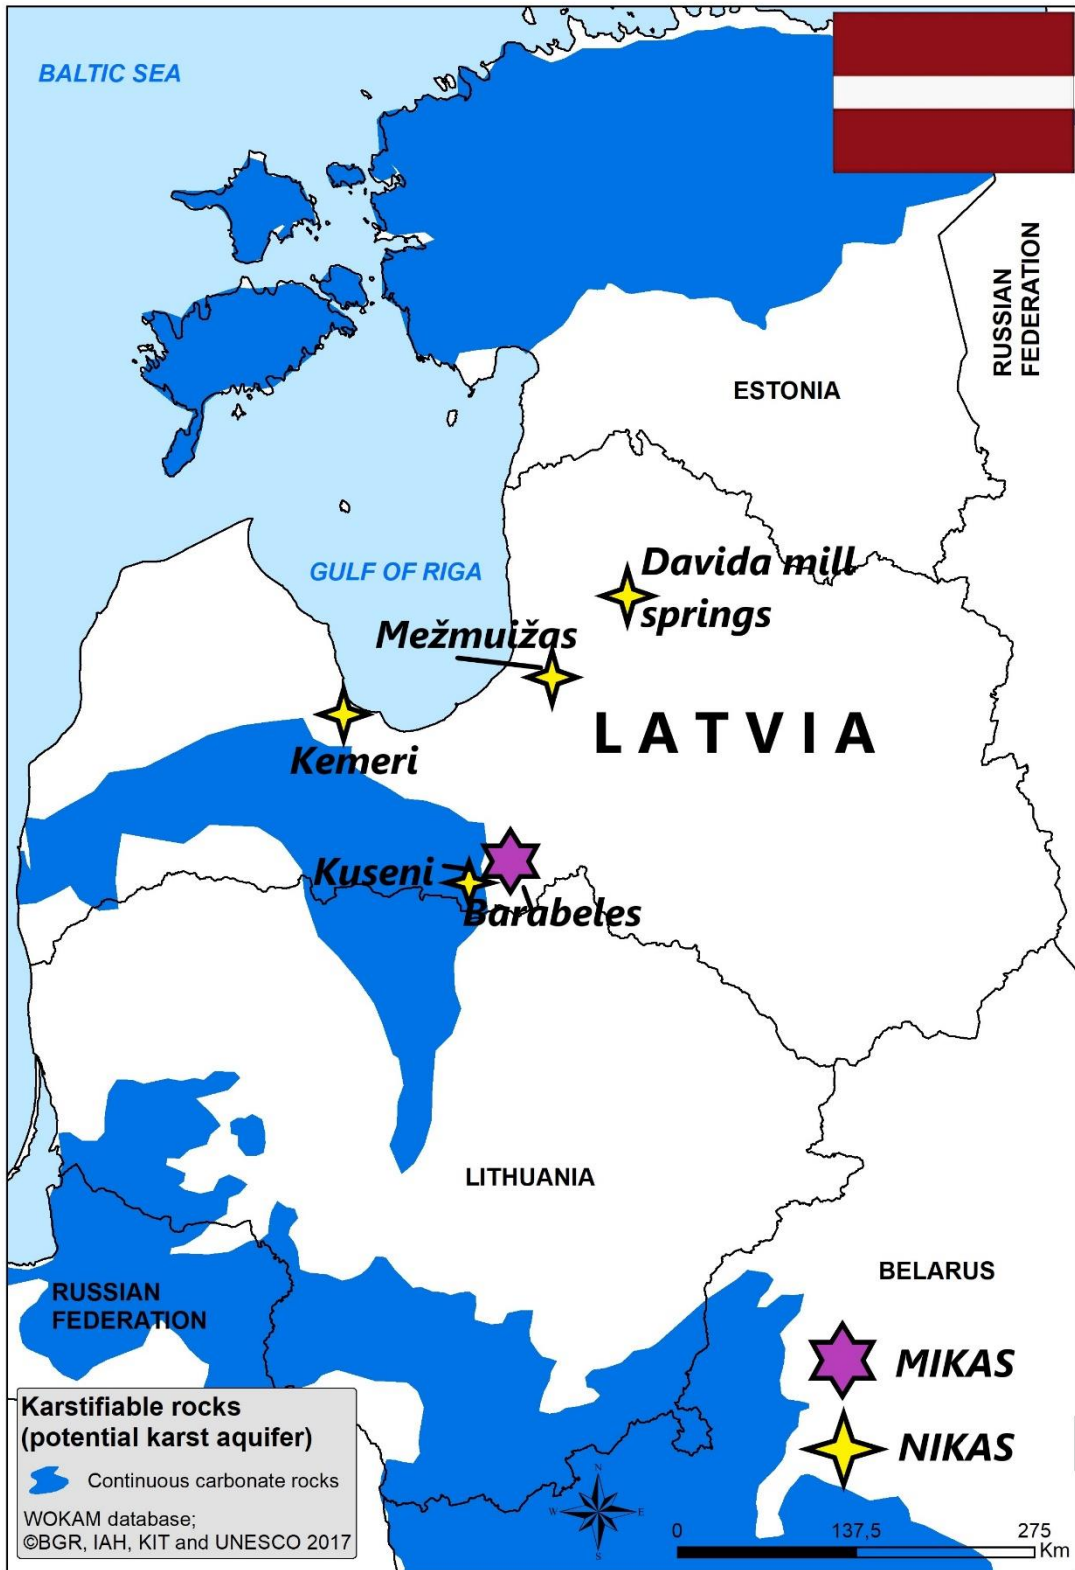 BALTIC SEA
RUSSIAN
FEDERATION
ESTONIA
Davida mill
springs
GULF OF RIGA
Mežmuižas
LATVIA
Kemeri
Kuseni
Barabeles
LITHUANIA
BELARUS
RUSSIAN
FEDERATION
MIKAS
NIKAS
Karstifiable rocks
(potential karst aquifer)
Continuous carbonate rocks
WOKAM database;
©BGR, IAH, KIT and UNESCO 2017
N
W E
S
0 137,5 275
Km